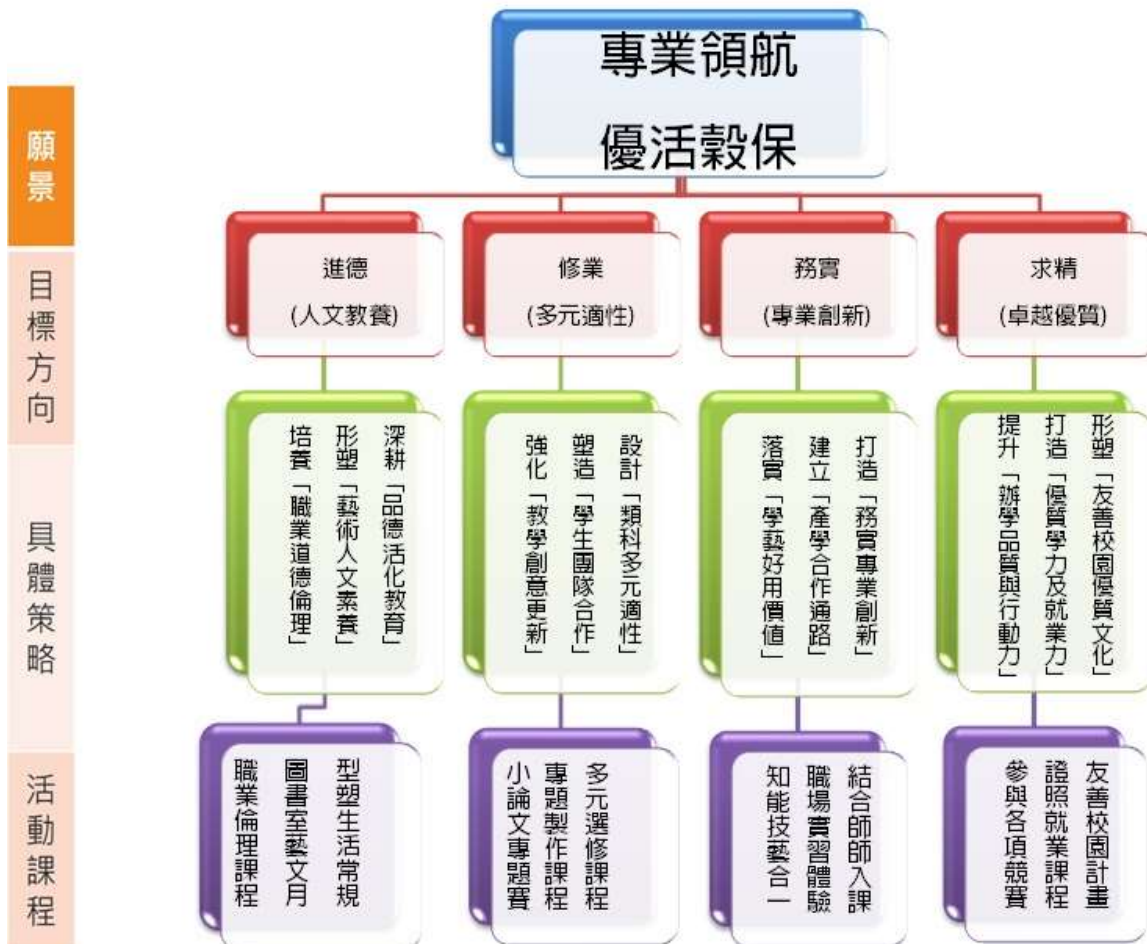 專業領航
優活穀保
願景
目標方向
具體策略
活動課程
進德
(人文教養)
修業
(多元適性)
務實
(專業創新)
求精
(卓越優質)
深耕「品德活化教育」
形塑「藝術人文素養」
培養「職業道德倫理」
設計「類科多元適性」
塑造「學生團隊合作」
強化「教學創意更新」
打造「務實專業創新」
建立「產學合作通路」
落實「學藝好用價值」
形塑「友善校園優質文化」
打造「優質學力及就業力」
提升「辦學品質與行動力」
型塑生活常規
圖書室藝文月
職業倫理課程
多元選修課程
專題製作課程
小論文專題賽
結合師師入課
職場實習體驗
知能技藝合一
友善校園計畫
證照就業課程
參與各項競賽